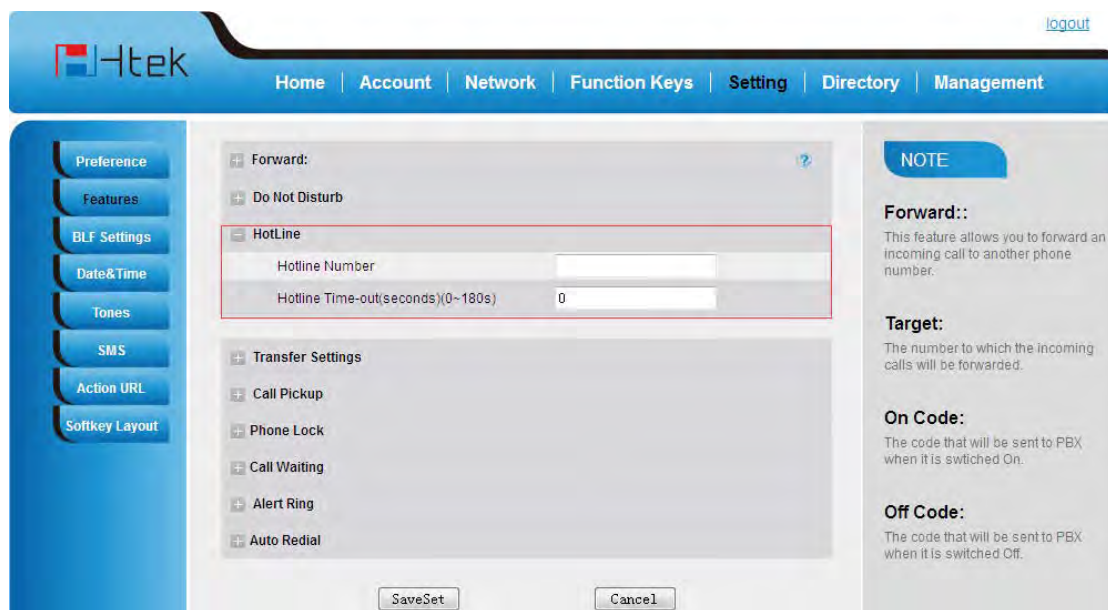 logout
Htek
Home | Account | Network | Function Keys | Setting | Directory | Management
Preference
Features
BLF Settings
Date&Time
Tones
SMS
Action URL
Softkey Layout
Forward:
?
Do Not Disturb
HotLine
Hotline Number
Hotline Time-out(seconds)(0~180s) 0
Transfer Settings
Call Pickup
Phone Lock
Call Waiting
Alert Ring
Auto Redial
SaveSet Cancel
NOTE
Forward::
This feature allows you to forward an
incoming call to another phone
number.
Target:
The number to which the incoming
calls will be forwarded.
On Code:
The code that will be sent to PBX
when it is swtiched On.
Off Code:
The code that will be sent to PBX
when it is switched Off.